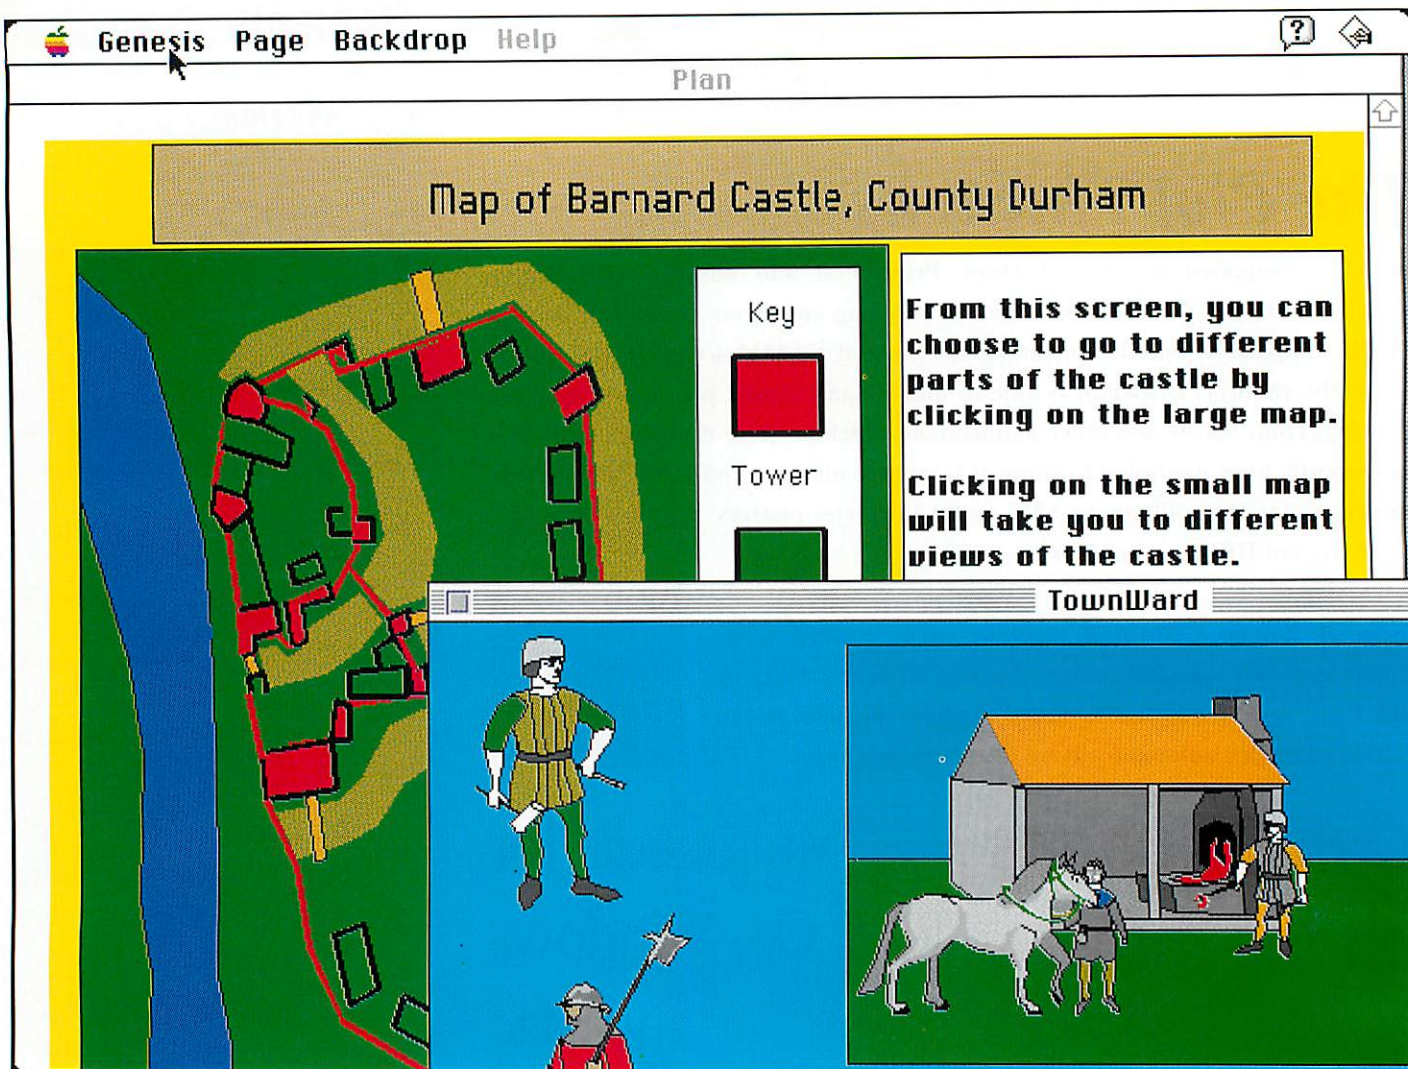 Genesis Page Backdrop Help
Plan
Map of Barnard Castle, County Durham
Key
Tower
From this screen, you can
choose to go to different
parts of the castle by
clicking on the large map.
Clicking on the small map
will take you to different
views of the castle.
TownWard